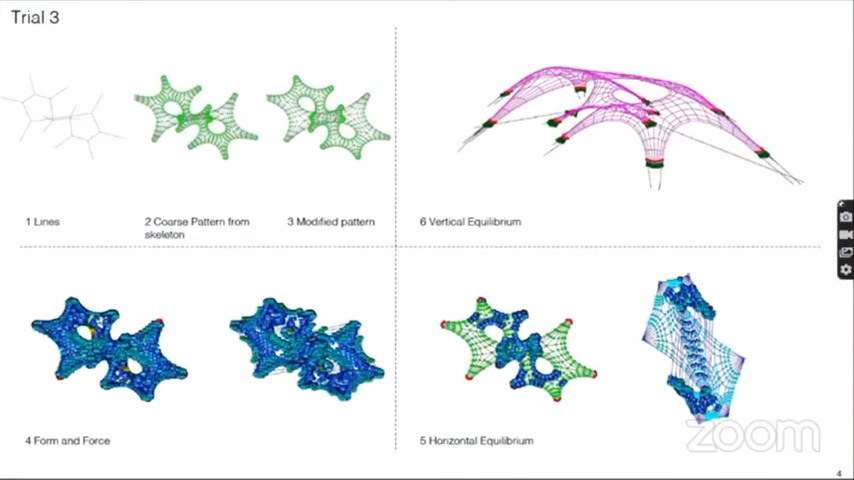 Trial 3
1 Lines
2 Coarse Pattern from
skeleton
3 Modified pattern
6 Vertical Equilibrium
4 Form and Force
5 Horizontal Equilibrium
zoom
4